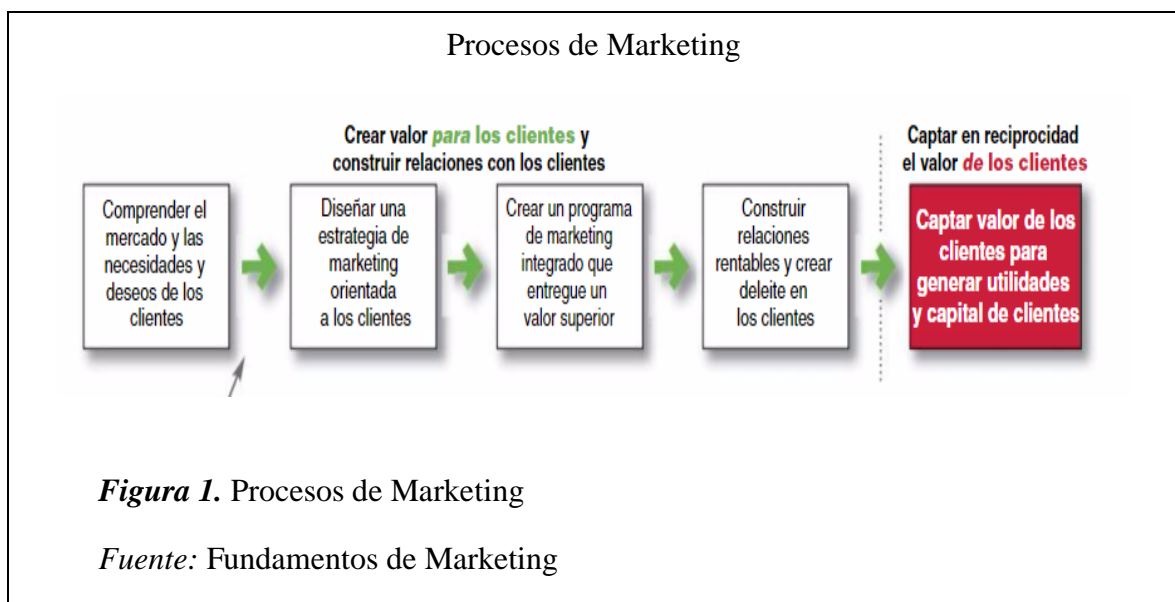 Procesos de Marketing
Crear valor para los clientes y
construir relaciones con los clientes
Captar en reciprocidad
el valor de los clientes
Comprender el
mercado y las
necesidades y
deseos de los
clientes
Diseñar una
estrategia de
marketing
orientada
a los clientes
Crear un programa
de marketing
integrado que
entregue un
valor superior
Construir
relaciones
rentables y crear
deleite en
los clientes
Captar valor de los
clientes para
generar utilidades
y capital de clientes
Figura 1. Procesos de Marketing
Fuente: Fundamentos de Marketing